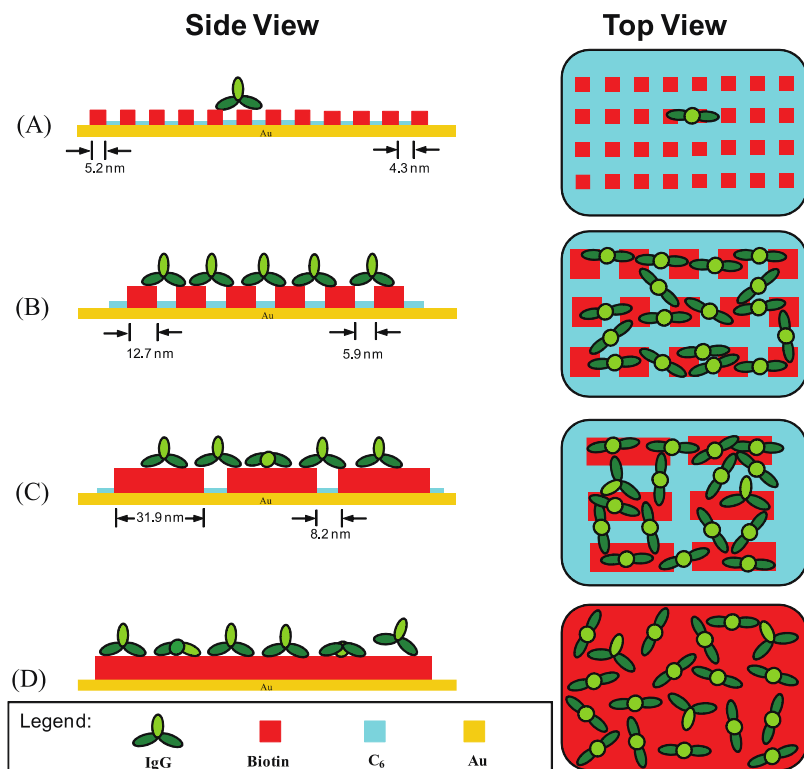 Side View
Top View
(A)
Au
5.2 nm
4.3 nm
(B)
Au
12.7 nm
5.9 nm
(C)
Au
31.9 nm
8.2 nm
(D)
Au
Legend:
IgG
Biotin
C6
Au